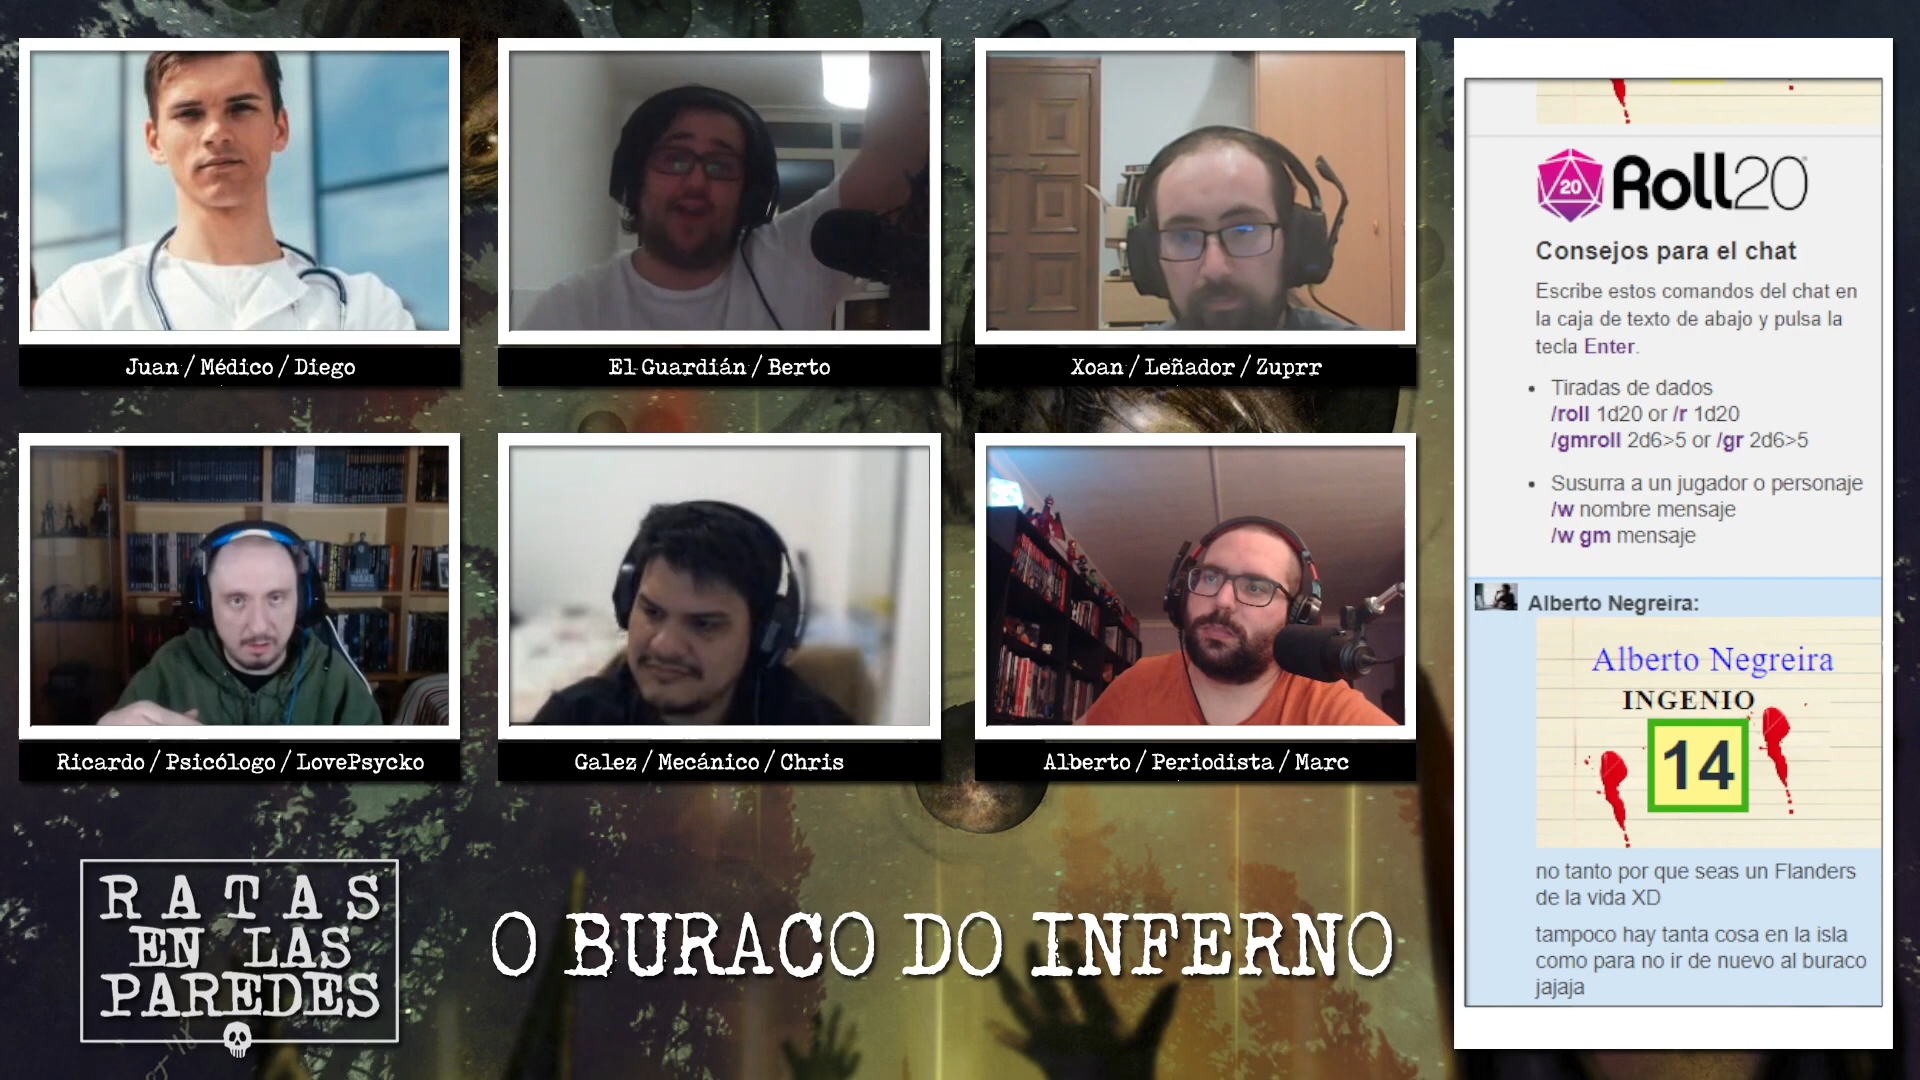 Juan / Médico / Diego
El Guardián / Berto
Xoan / Leñador / Zuprr
Ricardo / Psicólogo / LovePsycko
Galez / Mecánico / Chris
Alberto / Periodista / Marc
RATAS
EN LAS
PAREDES
O BURACO DO INFERNO
20
Roll20
Consejos para el chat
Escribe estos comandos del chat en
la caja de texto de abajo y pulsa la
tecla Enter.
• Tiradas de dados
/roll 1d20 or /r 1d20
/gmroll 2d6>5 or /gr 2d6>5
• Susurra a un jugador o personaje
/w nombre mensaje
/w gm mensaje
Alberto Negreira:
Alberto Negreira
INGENIO
14
no tanto por que seas un Flanders
de la vida XD
tampoco hay tanta cosa en la isla
como para no ir de nuevo al buraco
jajaja